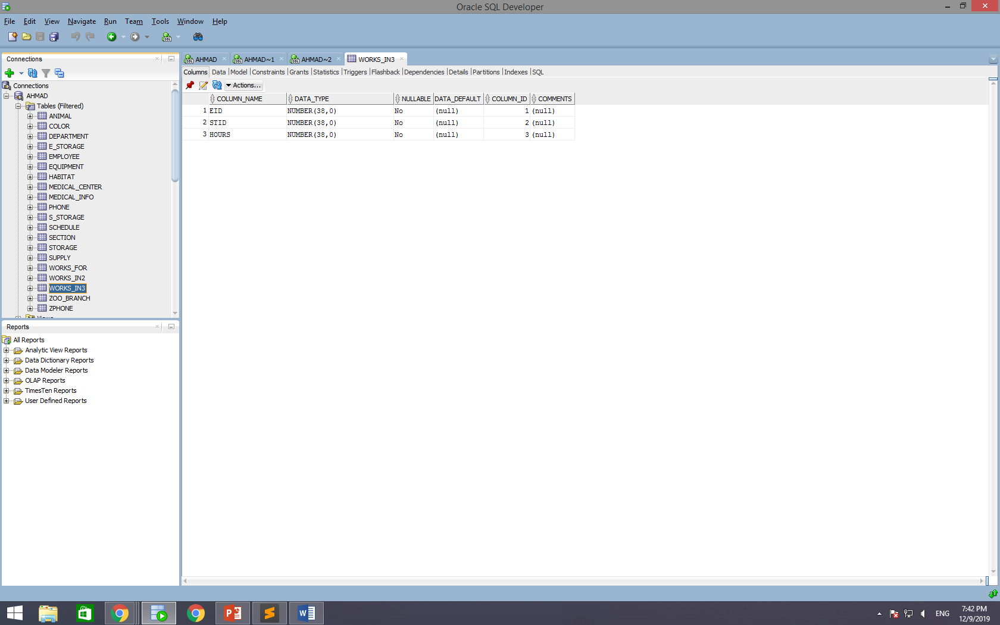 Oracle SQL Developer
File Edit View Navigate Run Team Tools Window Help
Connections
Connections
AHMAD
Tables (Filtered)
ANIMAL
COLOR
DEPARTMENT
E_STORAGE
EMPLOYEE
EQUIPMENT
HABITAT
MEDICAL_CENTER
MEDICAL_INFO
PHONE
S_STORAGE
SCHEDULE
SECTION
STORAGE
SUPPLY
WORKS_FOR
WORKS_IN2
WORKS_IN3
ZOO_BRANCH
ZPHONE
Views
Reports
All Reports
Analytic View Reports
Data Dictionary Reports
Data Modeler Reports
OLAP Reports
TimesTen Reports
User Defined Reports
AHMAD AHMAD~1 AHMAD~2 WORKS_IN3
Columns Data Model Constraints Grants Statistics Triggers Flashback Dependencies Details Partitions Indexes SQL
Actions...
COLUMN_NAME DATA_TYPE NULLABLE DATA_DEFAULT COLUMN_ID COMMENTS
1 EID NUMBER(38,0) No (null) 1 (null)
2 STID NUMBER(38,0) No (null) 2 (null)
3 HOURS NUMBER(38,0) No (null) 3 (null)
ENG
7:42 PM
12/9/2019